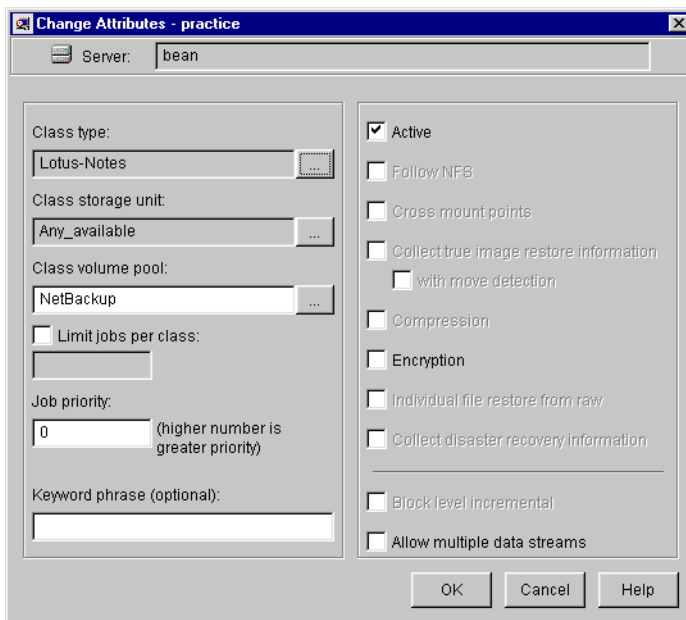 Change Attributes - practice
Server: bean
Class type:
Lotus-Notes ...
Class storage unit:
Any_available ...
Class volume pool:
NetBackup ...
Limit jobs per class:
Job priority:
0 (higher number is
greater priority)
Keyword phrase (optional):
Active
Follow NFS
Cross mount points
Collect true image restore information
with move detection
Compression
Encryption
Individual file restore from raw
Collect disaster recovery information
Block level incremental
Allow multiple data streams
OK Cancel Help